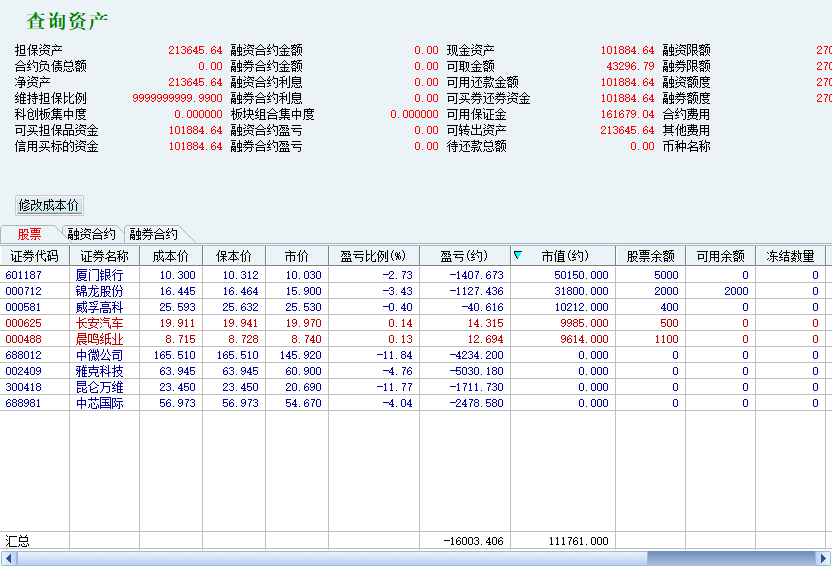 查询资产
担保资产 213645.64 融资合约金额 0.00 现金资产 101884.64 融资限额 270
合约负债总额 0.00 融券合约金额 0.00 可取金额 43296.79 融券限额 270
净资产 213645.64 融资合约利息 0.00 可用还款金额 101884.64 融资额度 270
维持担保比例 9999999999.9900 融券合约利息 0.00 可买券还券资金 101884.64 融券额度 270
科创板集中度 0.000000 板块组合集中度 0.000000 可用保证金 161679.04 合约费用
可买担保品资金 101884.64 融资合约盈亏 0.00 可转出资产 213645.64 其他费用
信用买标的资金 101884.64 融券合约盈亏 0.00 待还款总额 0.00 币种名称
修改成本价
股票 融资合约 融券合约
证券代码 证券名称 成本价 保本价 市价 盈亏比例(%) 盈亏(约) 市值(约) 股票余额 可用余额 冻结数量
601187 厦门银行 10.300 10.312 10.030 -2.73 -1407.673 50150.000 5000 0 0
000712 锦龙股份 16.445 16.464 15.900 -3.43 -1127.436 31800.000 2000 2000 0
000581 威孚高科 25.593 25.632 25.530 -0.40 -40.616 10212.000 400 0 0
000625 长安汽车 19.911 19.941 19.970 0.14 14.315 9985.000 500 0 0
000488 晨鸣纸业 8.715 8.728 8.740 0.13 12.694 9614.000 1100 0 0
688012 中微公司 165.510 165.510 145.920 -11.84 -4234.200 0.000 0 0 0
002409 雅克科技 63.945 63.945 60.900 -4.76 -5030.180 0.000 0 0 0
300418 昆仑万维 23.450 23.450 20.690 -11.77 -1711.730 0.000 0 0 0
688981 中芯国际 56.973 56.973 54.670 -4.04 -2478.580 0.000 0 0 0
汇总 -16003.406 111761.000